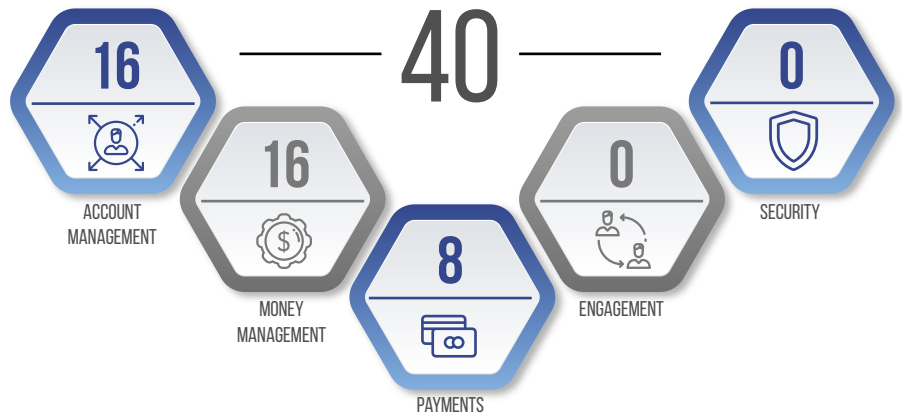 40
16
ACCOUNT
MANAGEMENT
16
$
MONEY
MANAGEMENT
8
PAYMENTS
0
ENGAGEMENT
0
SECURITY